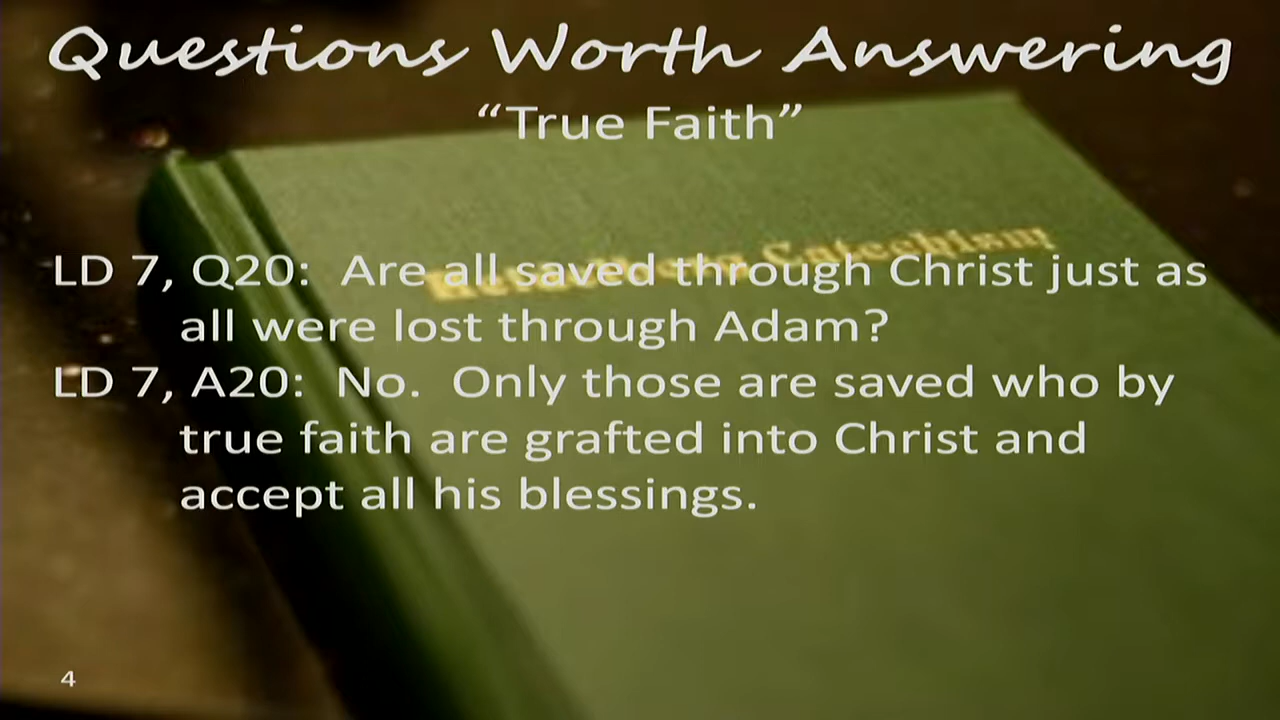 Questions Worth Answering
“True Faith”
Catechism
LD 7, Q20: Are all saved through Christ just as
all were lost through Adam?
LD 7, A20: No. Only those are saved who by
true faith are grafted into Christ and
accept all his blessings.
4